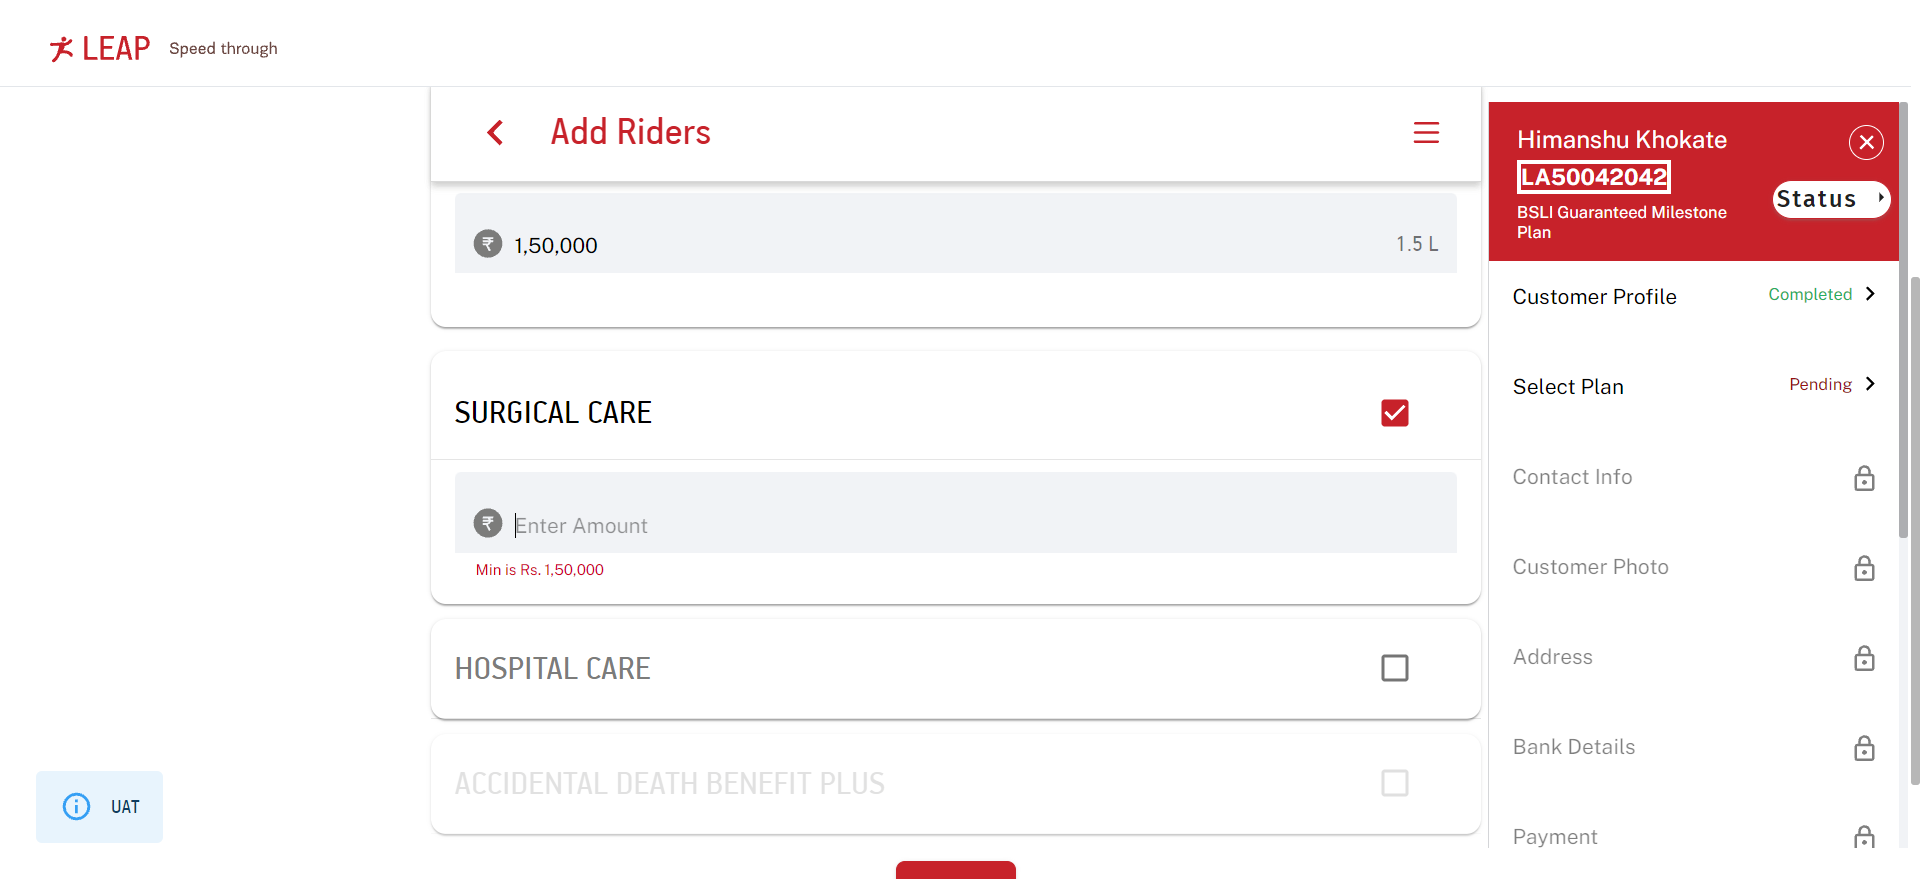 LEAP Speed through
Add Riders
₹ 1,50,000 1.5 L
SURGICAL CARE
₹ Enter Amount
Min is Rs. 1,50,000
HOSPITAL CARE
ACCIDENTAL DEATH BENEFIT PLUS
UAT
Himanshu Khokate
LA50042042
Status
BSLI Guaranteed Milestone
Plan
Customer Profile Completed
Select Plan Pending
Contact Info
Customer Photo
Address
Bank Details
Payment